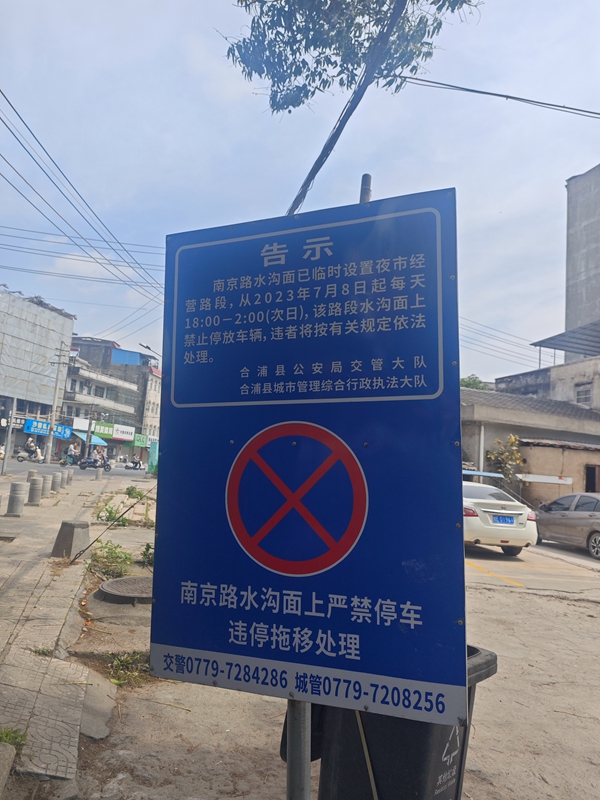 告示
南京路水沟面已临时设置夜市经
营路段，从2023年7月8日起每天
18:00－2:00(次日)，该路段水沟面上
禁止停放车辆，违者将按有关规定依法
处理。
合浦县公安局交管大队
合浦县城市管理综合行政执法大队
南京路水沟面上严禁停车
违停拖移处理
交警0779-7284286 城管0779-7208256
其他垃圾